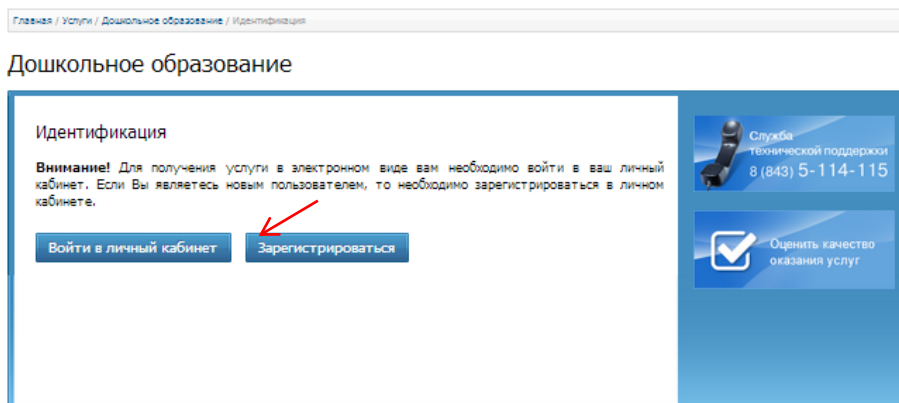 Главная / Услуги / Дошкольное образование / Идентификация
Дошкольное образование
Идентификация
Внимание! Для получения услуги в электронном виде вам необходимо войти в ваш личный
кабинет. Если Вы являетесь новым пользователем, то необходимо зарегистрироваться в личном
кабинете.
Войти в личный кабинет
Зарегистрироваться
Служба
технической поддержки
8 (843) 5-114-115
Оценить качество
оказания услуг